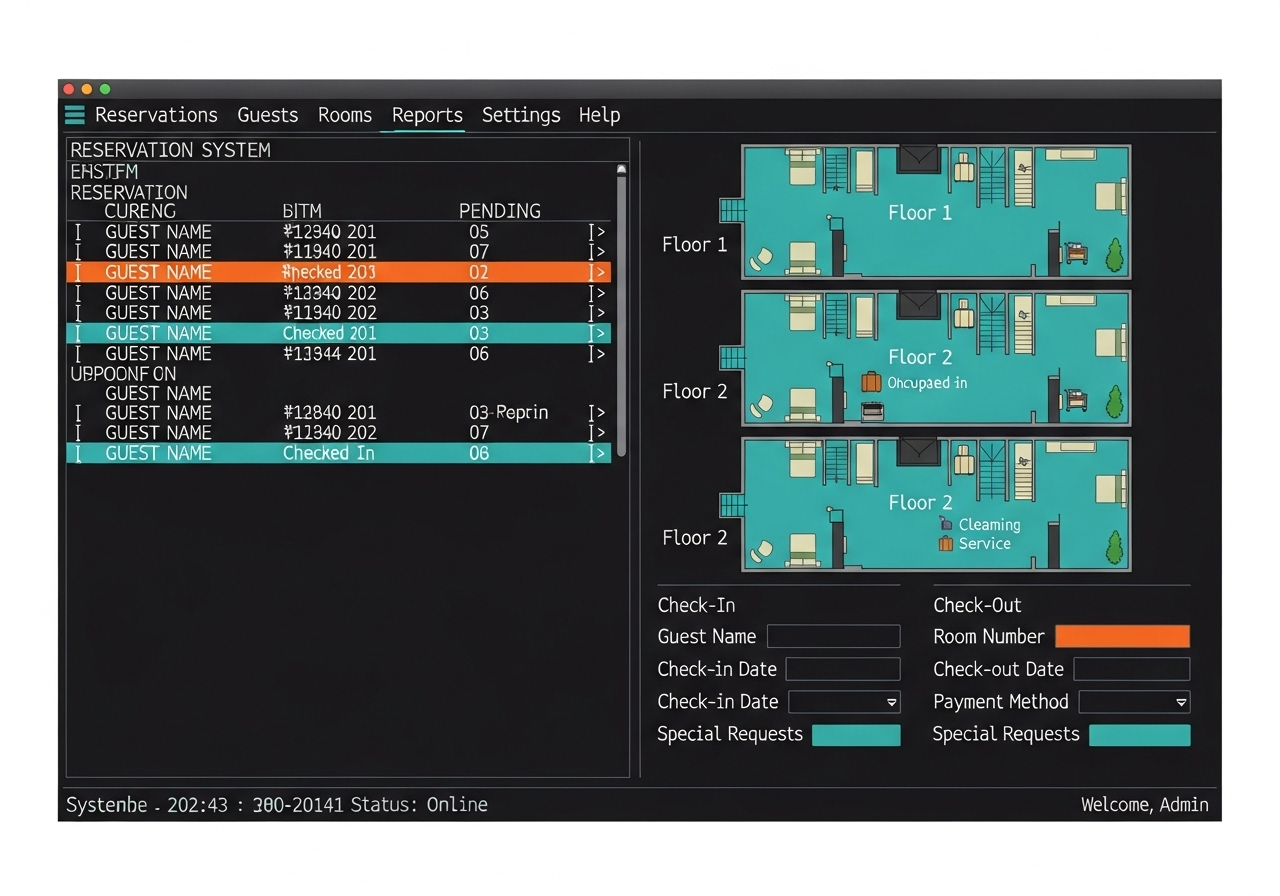 Reservations Guests Rooms Reports Settings Help
RESERVATION SYSTEM
RESERVATION
CURENG BITM PENDING
GUEST NAME #12340 201 05 >
GUEST NAME #11940 201 07 >
GUEST NAME #hecked 203 02 >
GUEST NAME #13340 202 06 >
GUEST NAME #11340 202 03 >
GUEST NAME Checked 201 03 >
GUEST NAME #13344 201 06 >
GUEST NAME
GUEST NAME #12840 201 03-Reprin >
GUEST NAME #12340 202 07 >
GUEST NAME Checked In 06 >
Floor 1
Floor 1
Floor 2
Floor 2
Ohcupaed in
Floor 2
Floor 2
Cleaming
Service
Check-In
Guest Name
Check-in Date
Check-in Date
Special Requests
Check-Out
Room Number
Check-out Date
Payment Method
Special Requests
Systenbe - 202:43 : 200-20141 Status: Online
Welcome, Admin